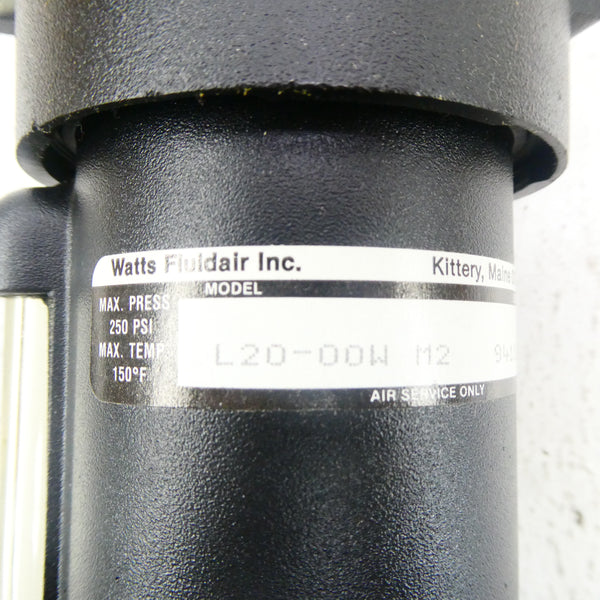 Watts Fluidair Inc. Kittery, Maine
MODEL
MAX. PRESS
250 PSI
MAX. TEMP
150°F
L20-00W M2
AIR SERVICE ONLY